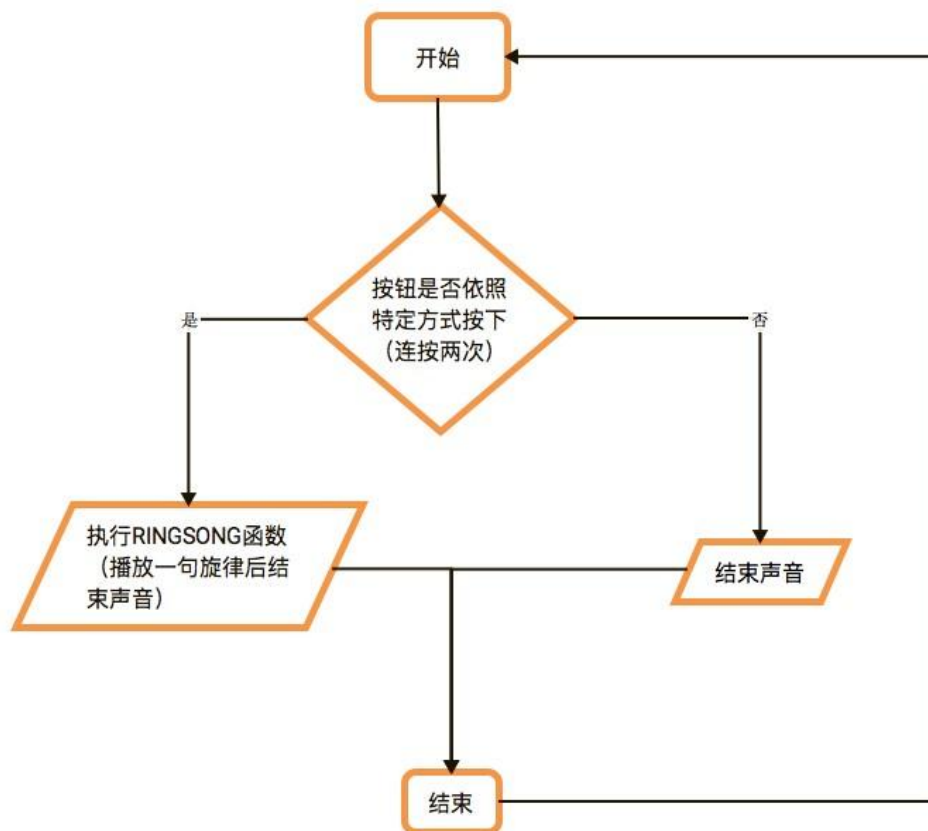 开始
按钮是否依照
特定方式按下
（连按两次）
是
否
执行RINGSONG函数
（播放一句旋律后结
束声音）
结束声音
结束